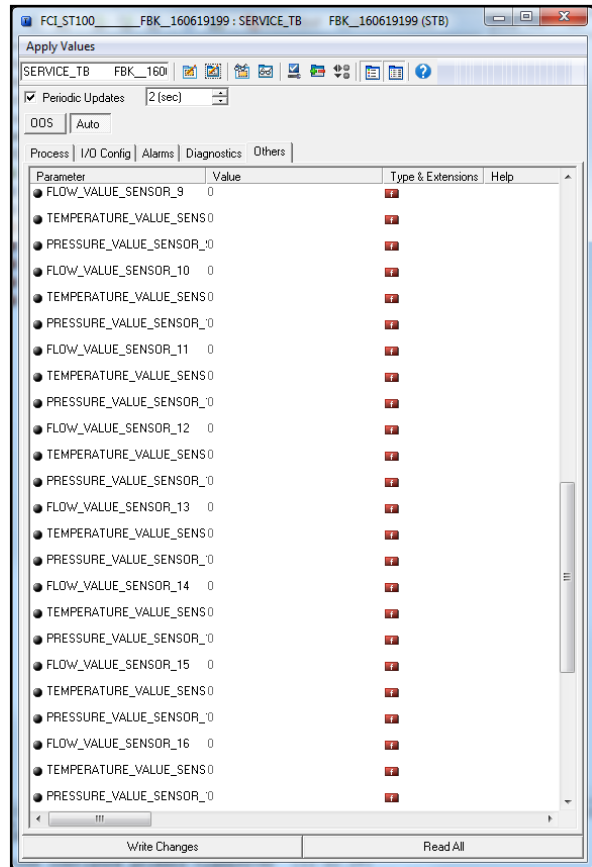 FCI_ST100_______FBK__160619199 : SERVICE_TB FBK__160619199 (STB)
Apply Values
SERVICE_TB FBK__160
Periodic Updates 2 (sec)
OOS Auto
Process I/O Config Alarms Diagnostics Others
Parameter Value Type & Extensions Help
FLOW_VALUE_SENSOR_9 0
TEMPERATURE_VALUE_SENS 0
PRESSURE_VALUE_SENSOR_ 0
FLOW_VALUE_SENSOR_10 0
TEMPERATURE_VALUE_SENS 0
PRESSURE_VALUE_SENSOR_ 0
FLOW_VALUE_SENSOR_11 0
TEMPERATURE_VALUE_SENS 0
PRESSURE_VALUE_SENSOR_ 0
FLOW_VALUE_SENSOR_12 0
TEMPERATURE_VALUE_SENS 0
PRESSURE_VALUE_SENSOR_ 0
FLOW_VALUE_SENSOR_13 0
TEMPERATURE_VALUE_SENS 0
PRESSURE_VALUE_SENSOR_ 0
FLOW_VALUE_SENSOR_14 0
TEMPERATURE_VALUE_SENS 0
PRESSURE_VALUE_SENSOR_ 0
FLOW_VALUE_SENSOR_15 0
TEMPERATURE_VALUE_SENS 0
PRESSURE_VALUE_SENSOR_ 0
FLOW_VALUE_SENSOR_16 0
TEMPERATURE_VALUE_SENS 0
PRESSURE_VALUE_SENSOR_ 0
Write Changes Read All